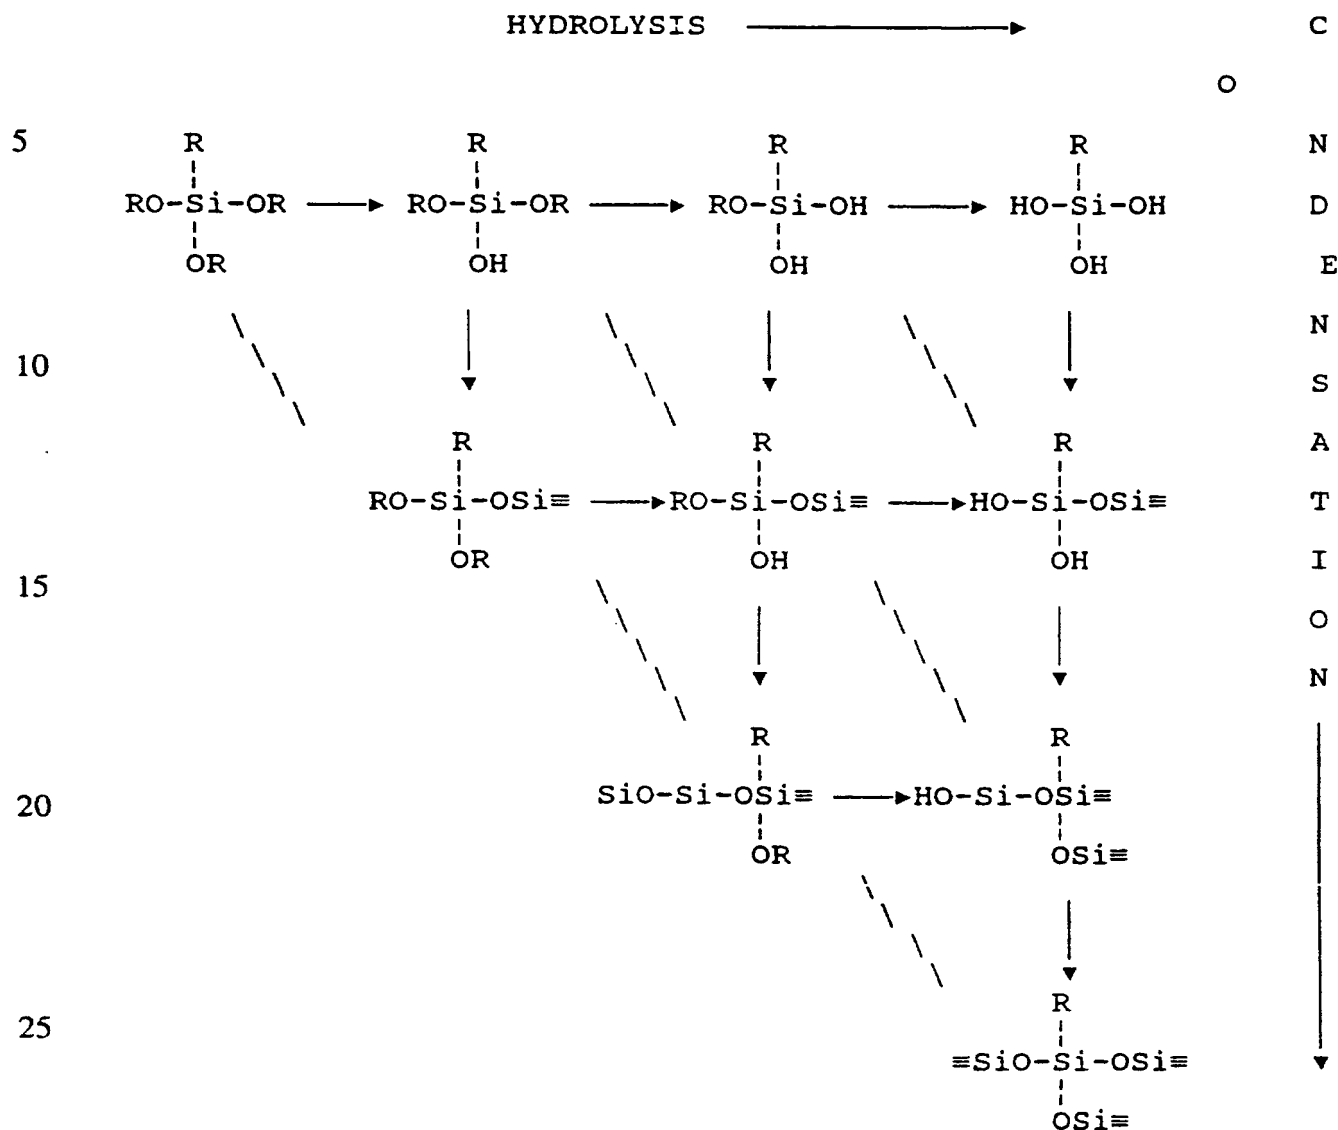 HYDROLYSIS C
O
5 R R R R N
RO-Si-OR RO-Si-OR RO-Si-OH HO-Si-OH D
OR OH OH OH E
N
10
S
R R R A
RO-Si-OSi≡ RO-Si-OSi≡ HO-Si-OSi≡ T
OR OH OH I
15
O
N
R R
20 SiO-Si-OSi≡ HO-Si-OSi≡
OR OSi≡
R
25
≡SiO-Si-OSi≡
OSi≡